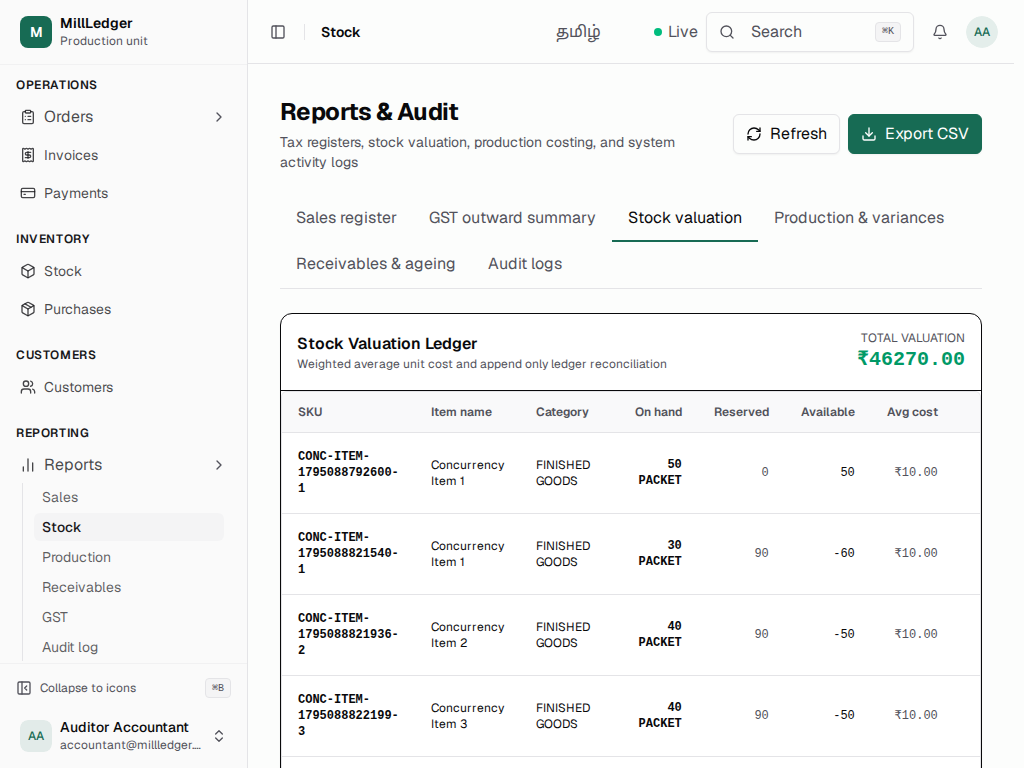 M
MillLedger
Production unit
OPERATIONS
Orders
Invoices
Payments
INVENTORY
Stock
Purchases
CUSTOMERS
Customers
REPORTING
Reports
Sales
Stock
Production
Receivables
GST
Audit log
Collapse to icons ⌘B
AA
Auditor Accountant
accountant@millledger....
Stock
தமிழ்
Live
Search ⌘K
AA
Reports & Audit
Tax registers, stock valuation, production costing, and system
activity logs
Refresh
Export CSV
Sales register GST outward summary Stock valuation Production & variances
Receivables & ageing Audit logs
Stock Valuation Ledger
Weighted average unit cost and append only ledger reconciliation
TOTAL VALUATION
₹46270.00
SKU Item name Category On hand Reserved Available Avg cost
CONC-ITEM-
1795088792600-
1
Concurrency
Item 1
FINISHED
GOODS
50
PACKET
0 50 ₹10.00
CONC-ITEM-
1795088821540-
1
Concurrency
Item 1
FINISHED
GOODS
30
PACKET
90 -60 ₹10.00
CONC-ITEM-
1795088821936-
2
Concurrency
Item 2
FINISHED
GOODS
40
PACKET
90 -50 ₹10.00
CONC-ITEM-
1795088822199-
3
Concurrency
Item 3
FINISHED
GOODS
40
PACKET
90 -50 ₹10.00